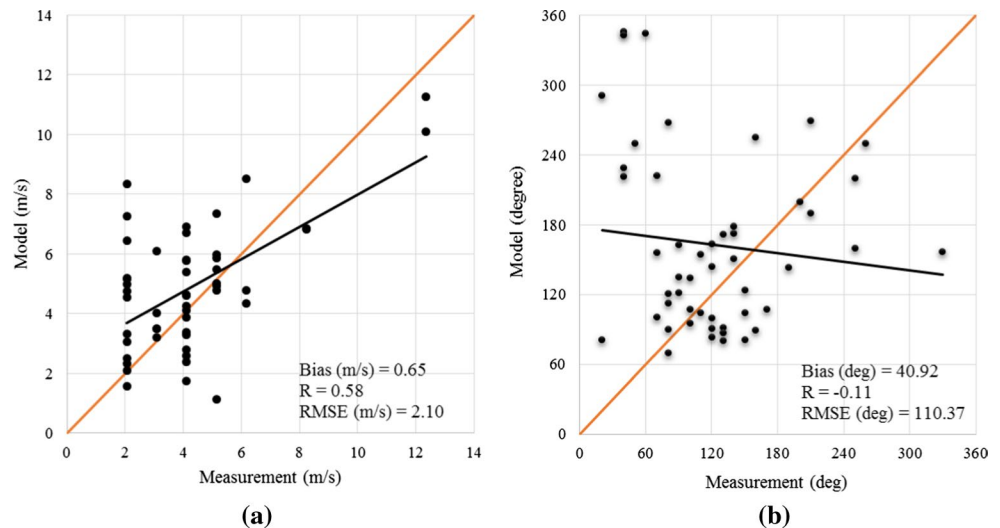 14
12
10
8
6
4
2
0
Model (m/s)
Bias (m/s) = 0.65
R = 0.58
RMSE (m/s) = 2.10
0 2 4 6 8 10 12 14
Measurement (m/s)
(a)
360
300
240
180
120
60
0
Model (degree)
Bias (deg) = 40.92
R = -0.11
RMSE (deg) = 110.37
0 60 120 180 240 300 360
Measurement (deg)
(b)